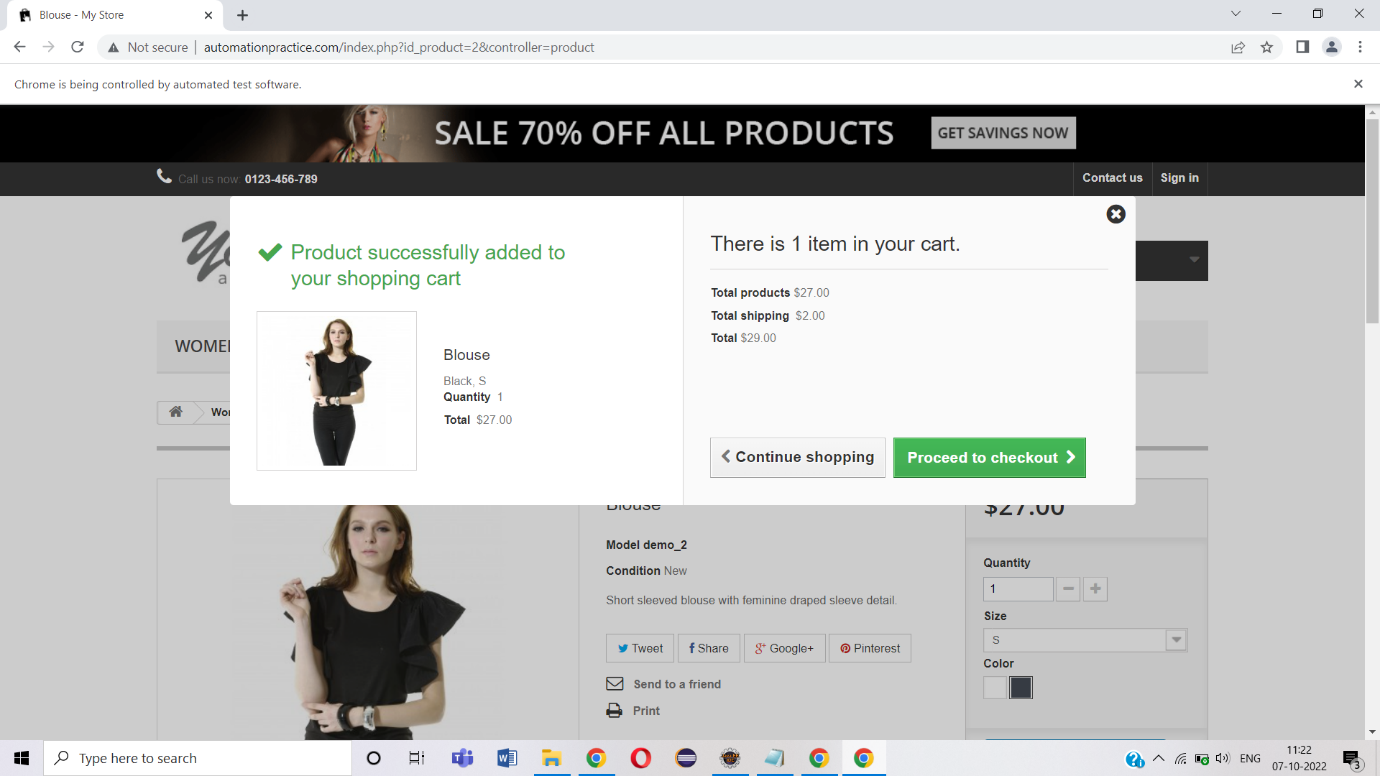 Blouse - My Store
Not secure
automationpractice.com/index.php?id_product=2&controller=product
Chrome is being controlled by automated test software.
SALE 70% OFF ALL PRODUCTS
GET SAVINGS NOW
Call us now: 0123-456-789
Contact us
Sign in
Product successfully added to
your shopping cart
Blouse
Black, S
Quantity 1
Total $27.00
There is 1 item in your cart.
Total products $27.00
Total shipping $2.00
Total $29.00
Continue shopping
Proceed to checkout
Blouse
Model demo_2
Condition New
Short sleeved blouse with feminine draped sleeve detail.
Tweet
Share
Google+
Pinterest
Send to a friend
Print
$27.00
Quantity
1
Size
S
Color
Type here to search
ENG
11:22
07-10-2022
3